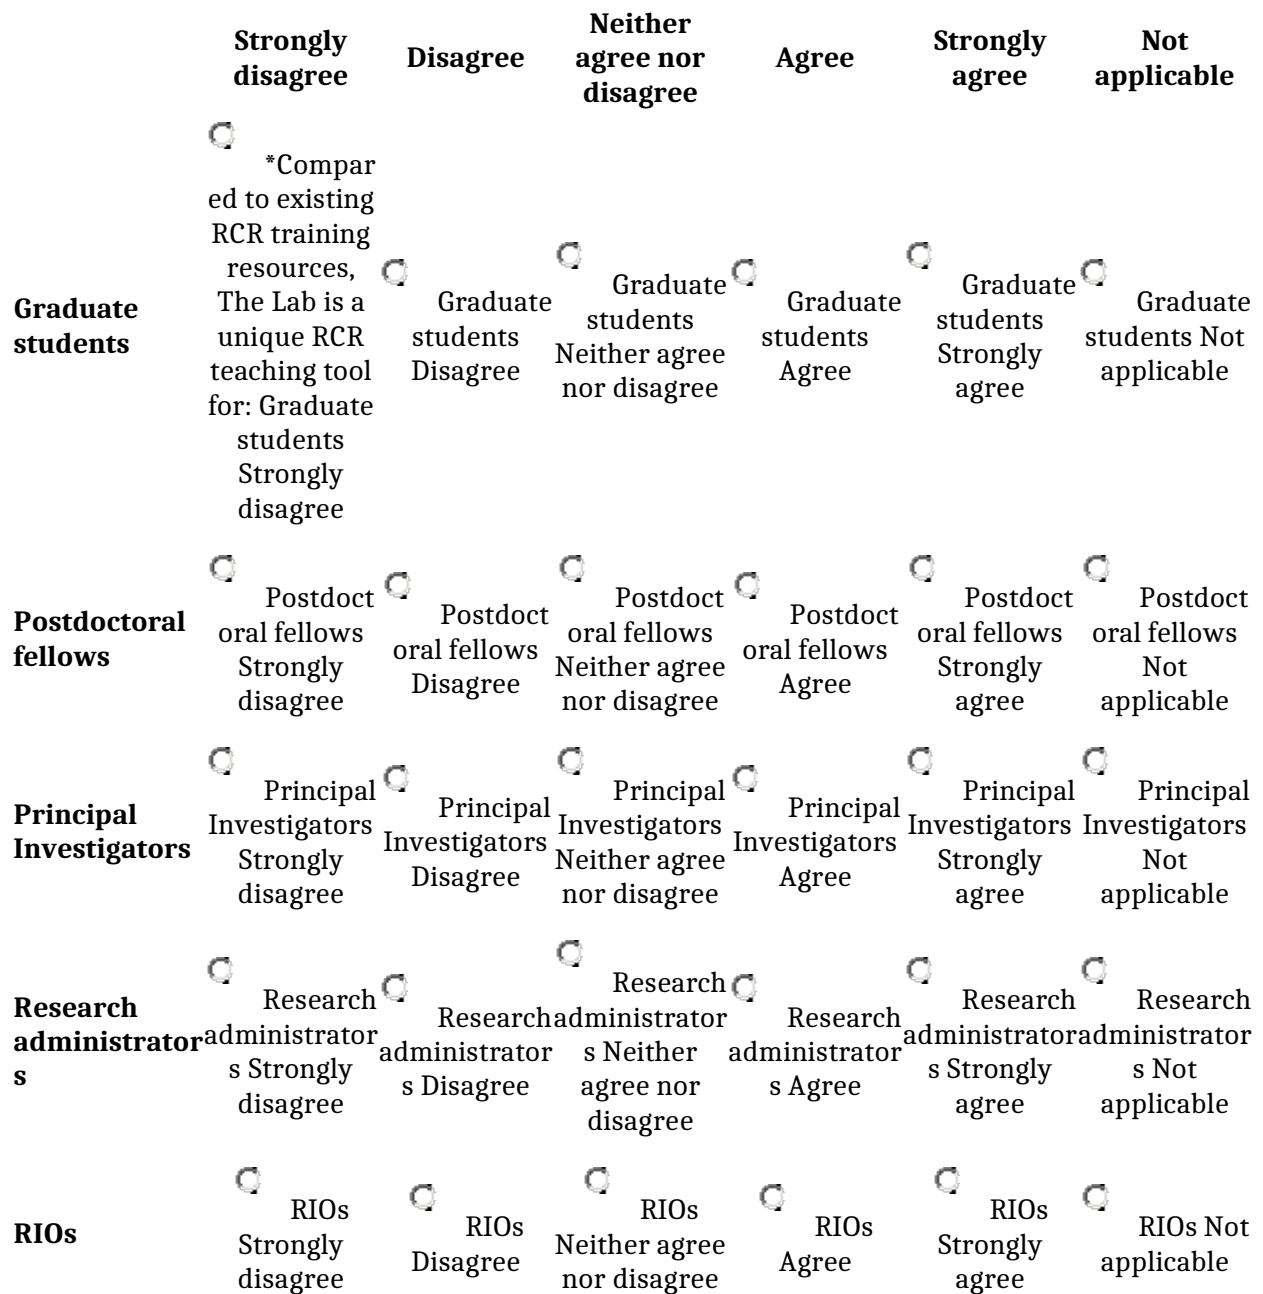 Strongly disagree
Disagree
Neither agree nor disagree
Agree
Strongly agree
Not applicable
Graduate
students
*Compar
ed to existing
RCR training
resources,
The Lab is a
unique RCR
teaching tool
for: Graduate
students
Strongly
disagree
Graduate
students
Disagree
Graduate
students
Neither agree
nor disagree
Graduate
students
Agree
Graduate
students
Strongly
agree
Graduate
students Not
applicable
Postdoctoral
fellows
Postdoct
oral fellows
Strongly
disagree
Postdoct
oral fellows
Disagree
Postdoct
oral fellows
Neither agree
nor disagree
Postdoct
oral fellows
Agree
Postdoct
oral fellows
Strongly
agree
Postdoct
oral fellows
Not
applicable
Principal
Investigators
Principal
Investigators
Strongly
disagree
Principal
Investigators
Disagree
Principal
Investigators
Neither agree
nor disagree
Principal
Investigators
Agree
Principal
Investigators
Strongly
agree
Principal
Investigators
Not
applicable
Research
administrator
s
Research
administrator
s Strongly
disagree
Research
administrator
s Disagree
Research
administrator
s Neither
agree nor
disagree
Research
administrator
s Agree
Research
administrator
s Strongly
agree
Research
administrator
s Not
applicable
RIOs
RIOs
Strongly
disagree
RIOs
Disagree
RIOs
Neither agree
nor disagree
RIOs
Agree
RIOs
Strongly
agree
RIOs Not
applicable